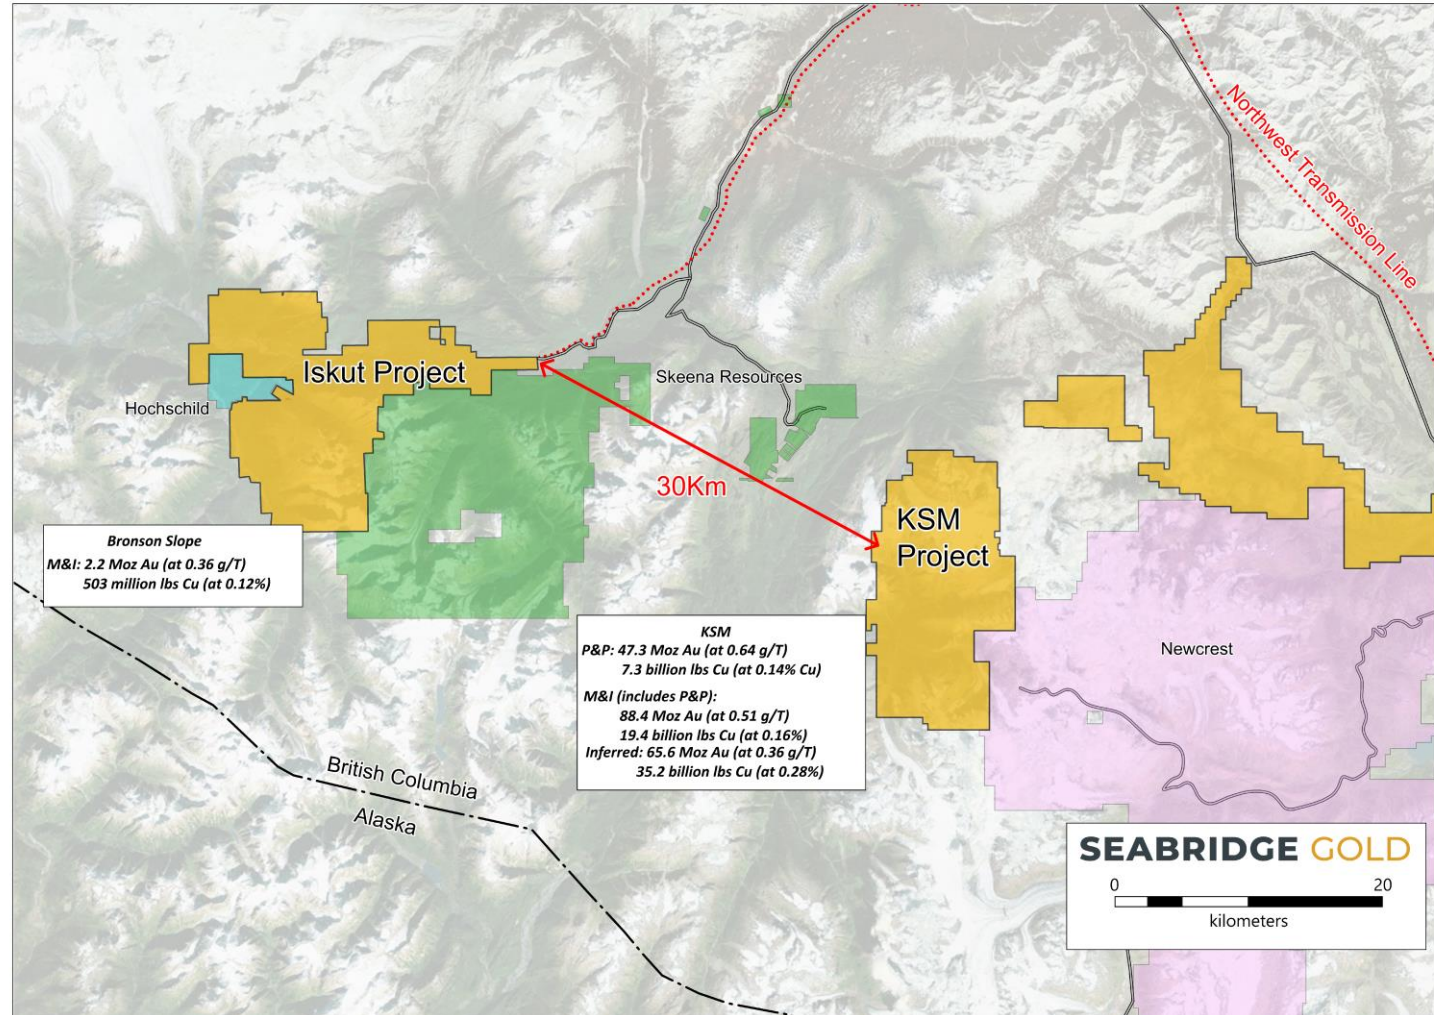 Northwest Transmission Line
Iskut Project
Skeena Resources
Hochschild
30Km
KSM
Project
Bronson Slope
M&I: 2.2 Moz Au (at 0.36 g/T)
503 million lbs Cu (at 0.12%)
KSM
P&P: 47.3 Moz Au (at 0.64 g/T)
7.3 billion lbs Cu (at 0.14% Cu)
M&I (includes P&P):
88.4 Moz Au (at 0.51 g/T)
19.4 billion lbs Cu (at 0.16%)
Inferred: 65.6 Moz Au (at 0.36 g/T)
35.2 billion lbs Cu (at 0.28%)
Newcrest
British Columbia
Alaska
SEABRIDGE GOLD
0 20
kilometers